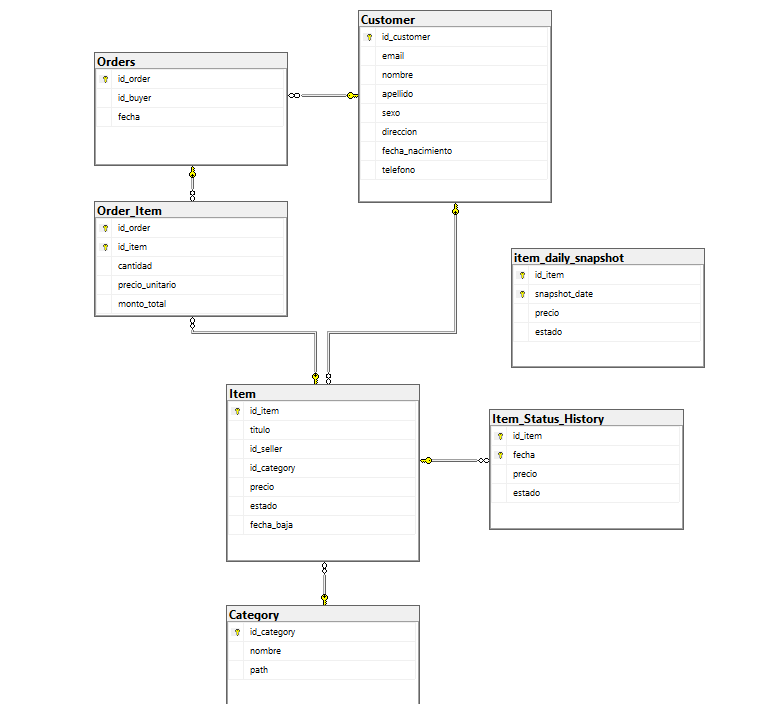 Customer
id_customer
email
nombre
apellido
sexo
direccion
fecha_nacimiento
telefono
Orders
id_order
id_buyer
fecha
Order_Item
id_order
id_item
cantidad
precio_unitario
monto_total
item_daily_snapshot
id_item
snapshot_date
precio
estado
Item
id_item
titulo
id_seller
id_category
precio
estado
fecha_baja
Item_Status_History
id_item
fecha
precio
estado
Category
id_category
nombre
path